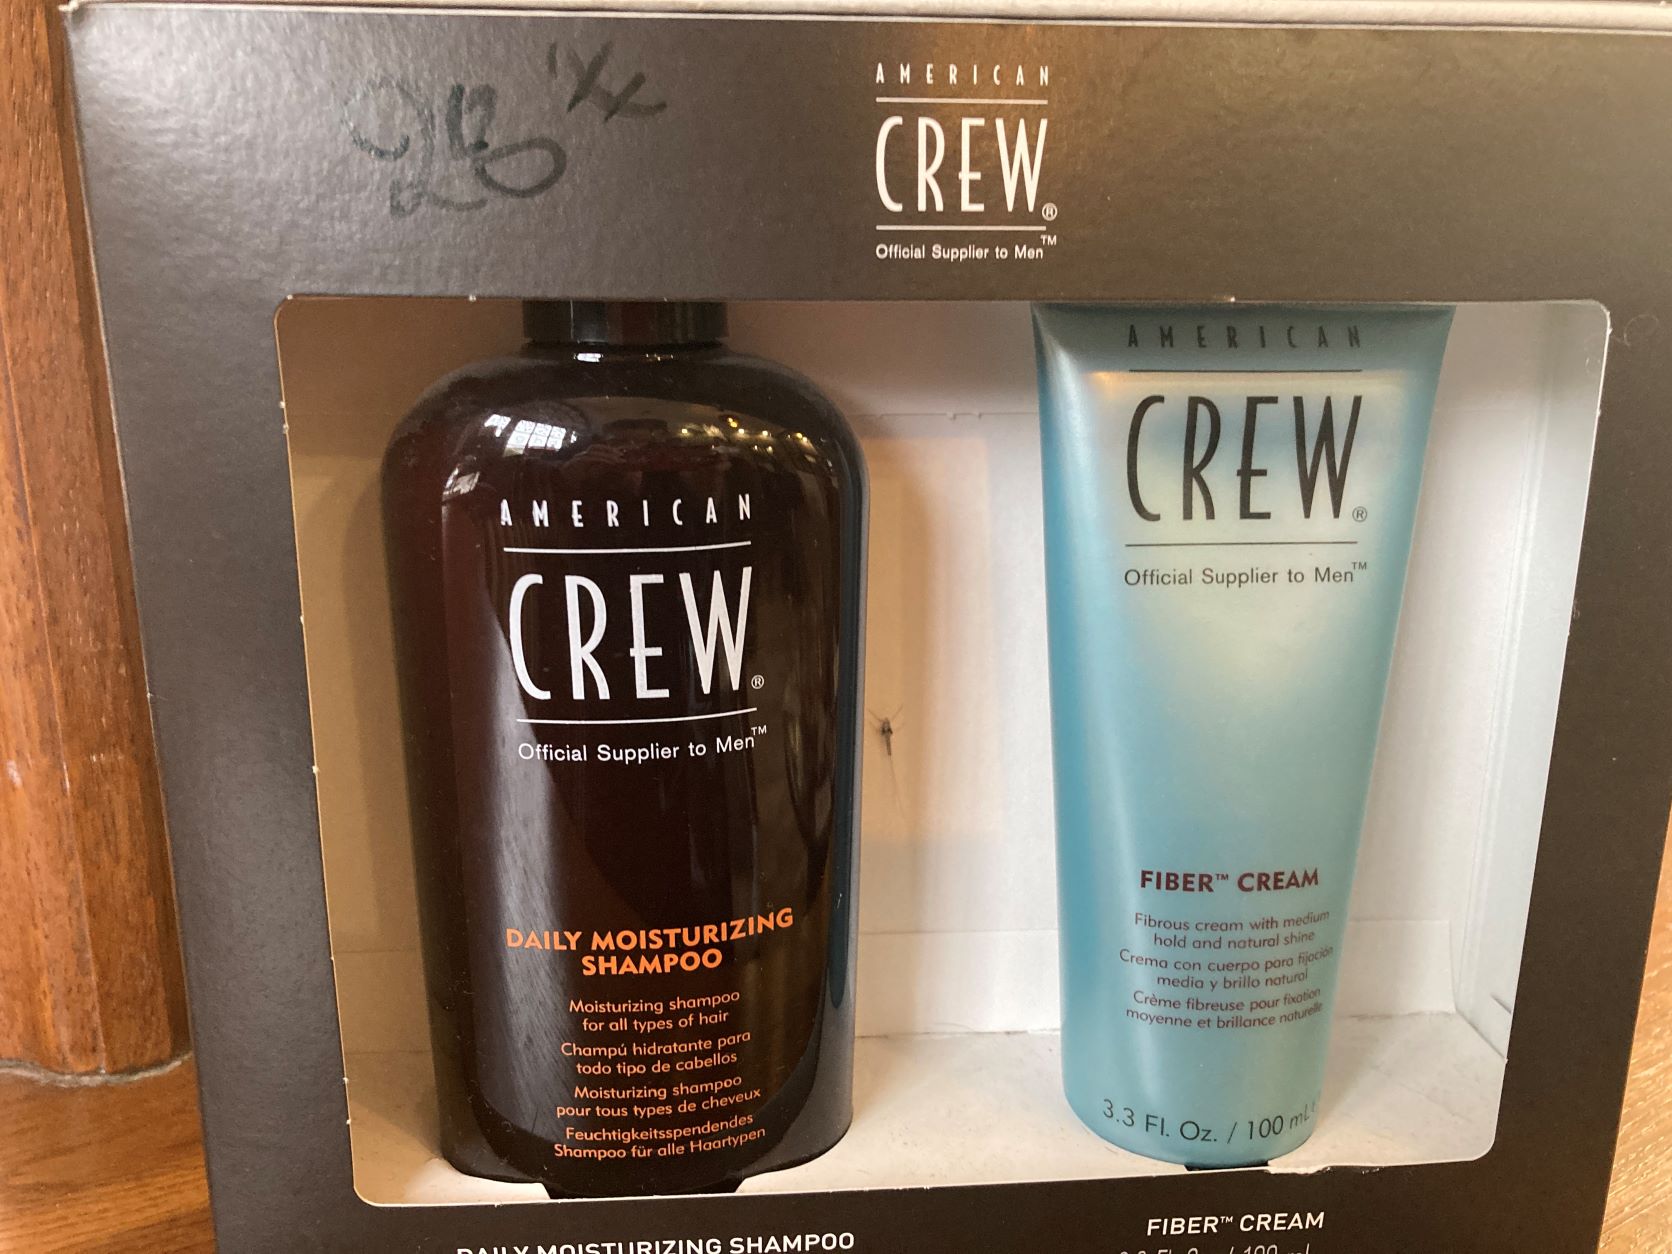 AMERICAN
CREW®
Official Supplier to Men™
AMERICAN
CREW®
Official Supplier to Men™
DAILY MOISTURIZING
SHAMPOO
Moisturizing shampoo
for all types of hair
Champú hidratante para
todo tipo de cabellos
Moisturizing shampoo
pour tous types de cheveux
Feuchtigkeitsspendendes
Shampoo für alle Haartypen
AMERICAN
CREW®
Official Supplier to Men™
FIBER™ CREAM
Fibrous cream with medium
hold and natural shine
Crema con cuerpo para fijación
media y brillo natural
Crème fibreuse pour fixation
moyenne et brillance naturelle
3.3 Fl. Oz. / 100 mL
DAILY MOISTURIZING SHAMPOO
FIBER™ CREAM